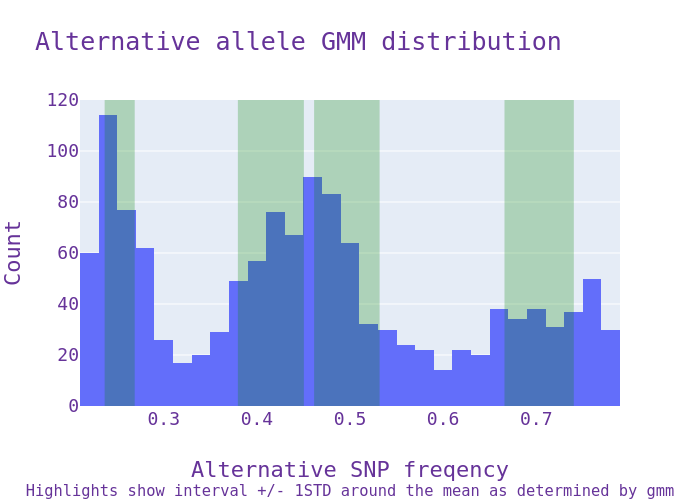 Alternative allele GMM distribution
120
100
80
60
40
20
0
Count
0.3 0.4 0.5 0.6 0.7
Alternative SNP freqency
Highlights show interval +/- 1STD around the mean as determined by gmm